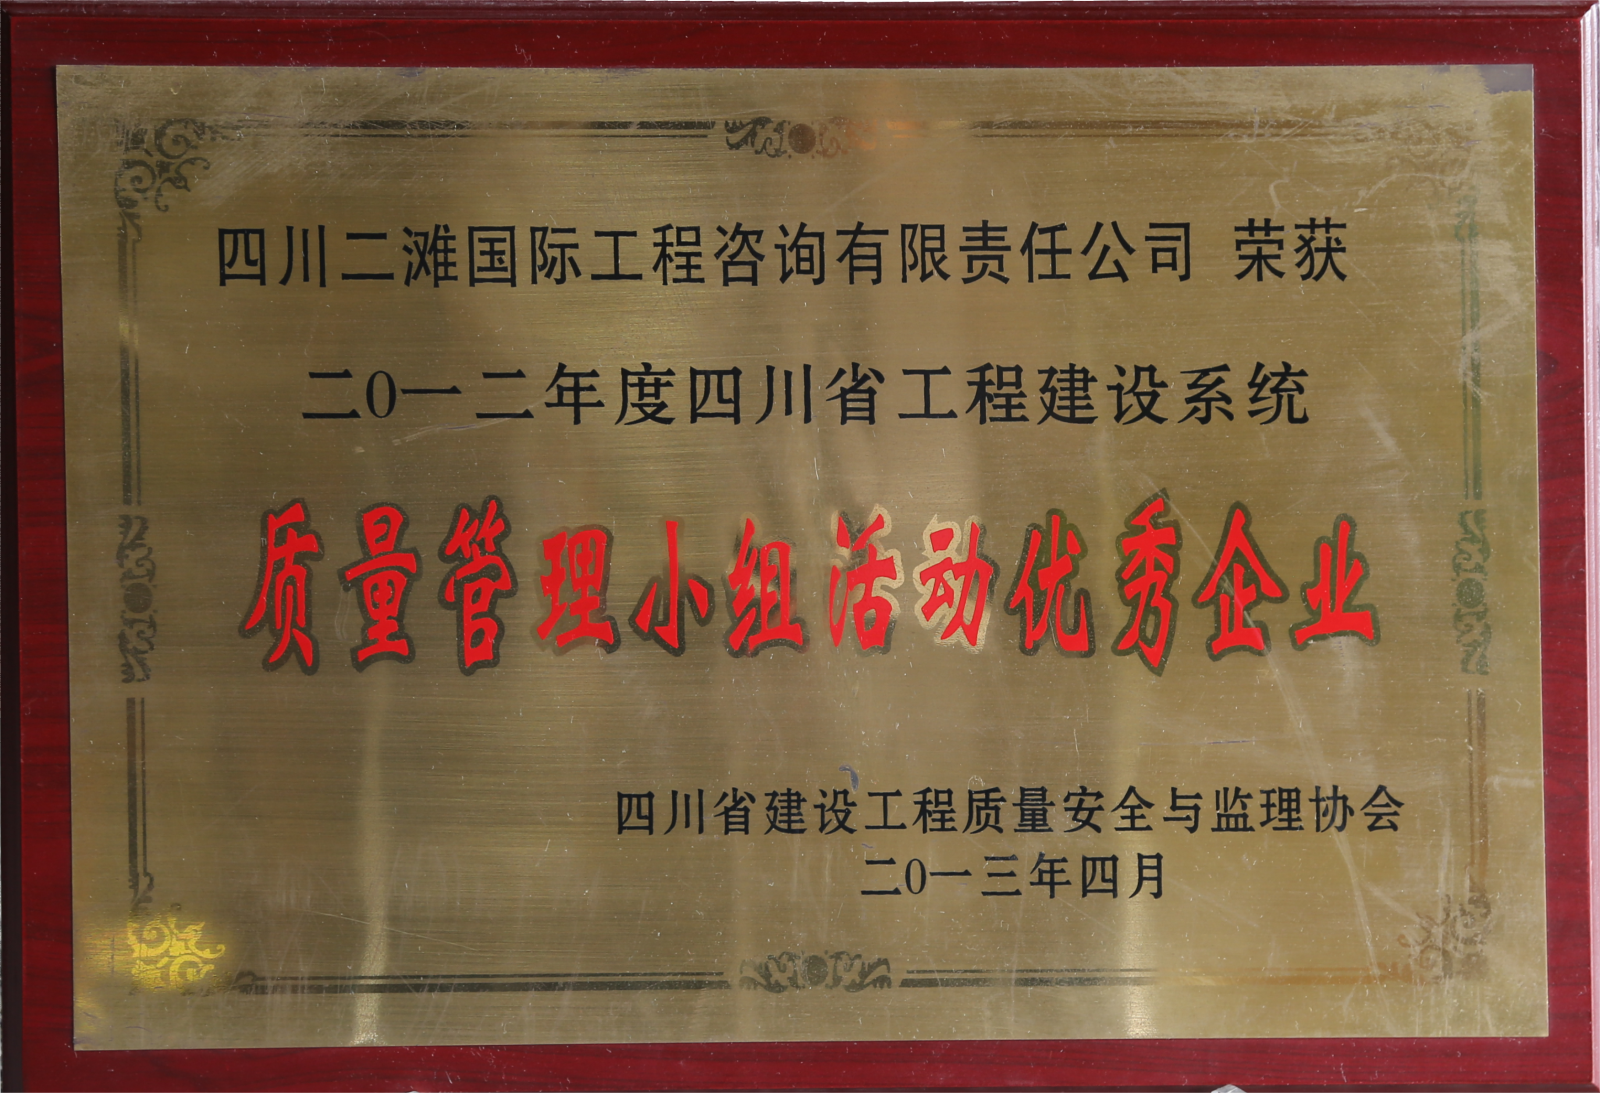 四川二滩国际工程咨询有限责任公司 荣获
二0一二年度四川省工程建设系统
质量管理小组活动优秀企业
四川省建设工程质量安全与监理协会
二0一三年四月